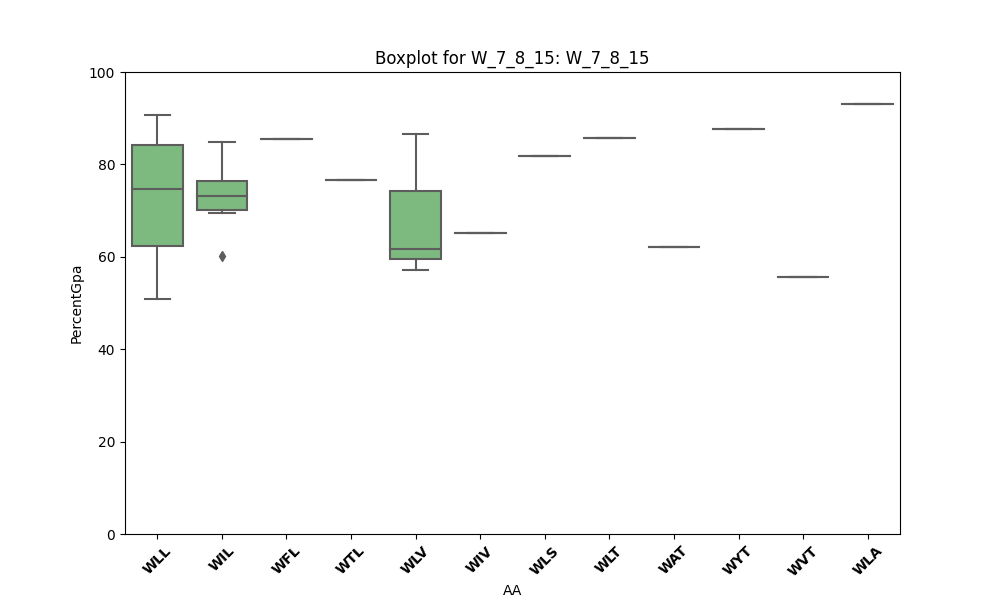 Boxplot for W_7_8_15: W_7_8_15
100
80
60
40
20
0
PercentGpa
WLL WIL WFL WTL WLV WIV WLS WLT WAT WYT WVT WLA
AA